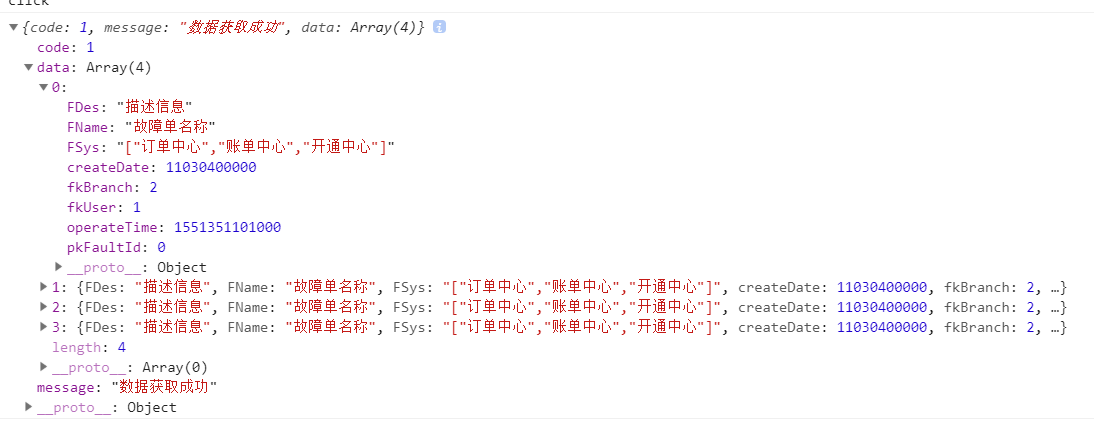 click
▼{code: 1, message: "数据获取成功", data: Array(4)} i
code: 1
▼data: Array(4)
▼0:
FDes: "描述信息"
FName: "故障单名称"
FSys: "["订单中心","账单中心","开通中心"]"
createDate: 11030400000
fkBranch: 2
fkUser: 1
operateTime: 1551351101000
pkFaultId: 0
▶__proto__: Object
▶1: {FDes: "描述信息", FName: "故障单名称", FSys: "["订单中心","账单中心","开通中心"]", createDate: 11030400000, fkBranch: 2, …}
▶2: {FDes: "描述信息", FName: "故障单名称", FSys: "["订单中心","账单中心","开通中心"]", createDate: 11030400000, fkBranch: 2, …}
▶3: {FDes: "描述信息", FName: "故障单名称", FSys: "["订单中心","账单中心","开通中心"]", createDate: 11030400000, fkBranch: 2, …}
length: 4
▶__proto__: Array(0)
message: "数据获取成功"
▶__proto__: Object